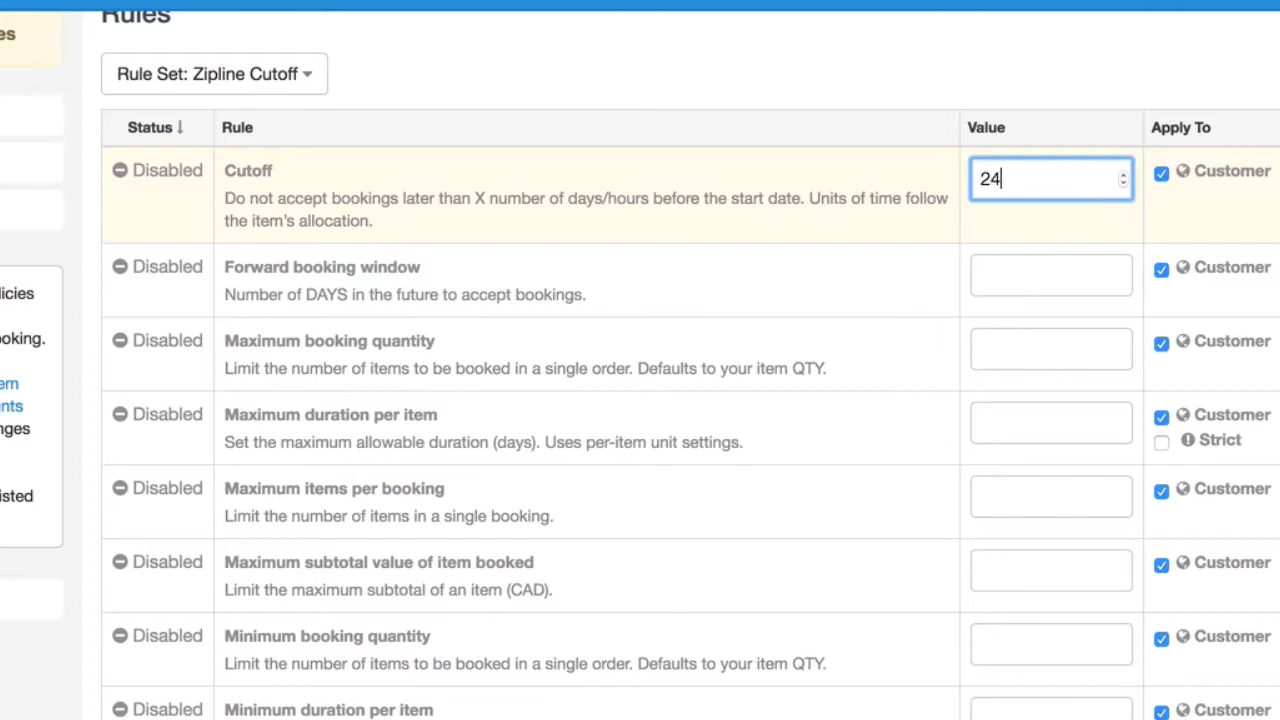 Rules
es
Rule Set: Zipline Cutoff
Status Rule Value Apply To
Disabled Cutoff 24 Customer
Do not accept bookings later than X number of days/hours before the start date. Units of time follow
the item's allocation.
Disabled Forward booking window Customer
Number of DAYS in the future to accept bookings.
licies
Disabled Maximum booking quantity Customer
ooking.
Limit the number of items to be booked in a single order. Defaults to your item QTY.
em
nts
Disabled Maximum duration per item Customer
nges
Set the maximum allowable duration (days). Uses per-item unit settings. Strict
Disabled Maximum items per booking Customer
isted
Limit the number of items in a single booking.
Disabled Maximum subtotal value of item booked Customer
Limit the maximum subtotal of an item (CAD).
Disabled Minimum booking quantity Customer
Limit the number of items to be booked in a single order. Defaults to your item QTY.
Disabled Minimum duration per item Customer